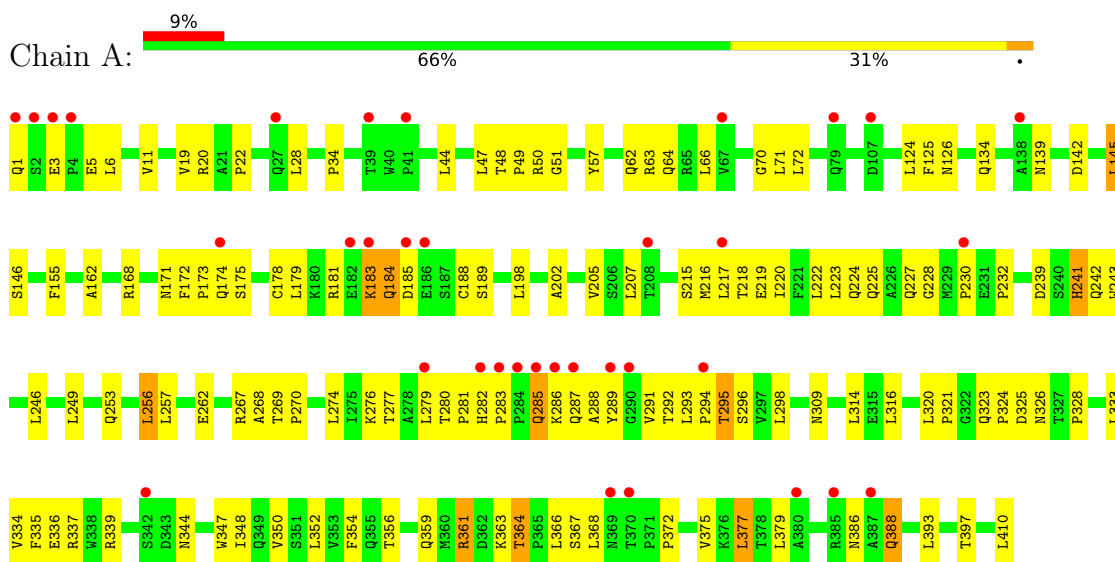 9%
Chain A:
66% 31% •
Q1 S2 E3 P4 E5 L6 V11 V19 R20 A21 P22 Q27 L28 P34 T39 W40 P41 L44 L47 T48 P49 R50 G51 Y57 Q62 R63 Q64 R65 L66 V67 G70 L71 L72 Q79 D107 L124 F125 N126 Q134 A138 N139 D142 L145
S146 F155 A162 R168 N171 F172 P173 Q174 S175 C178 L179 K180 R181 E182 K183 Q184 D185 E186 S187 C188 S189 L198 A202 V205 S206 L207 T208 S215 M216 L217 T218 E219 I220 F221 L222 L223 Q224 Q225 A226 Q227 G228 M229 P230 E231 P232 D239 S240 H241 Q242 W243
L246 L249 Q253 L256 L257 E262 R267 A268 T269 P270 L274 I275 K276 T277 A278 L279 T280 P281 H282 P283 P284 Q285 K286 Q287 A288 Y289 G290 V291 T292 L293 P294 T295 S296 V297 L298 N309 L314 E315 L316 L320 P321 G322 Q323 P324 D325 N326 T327 P328 L333
V334 F335 E336 R337 W338 R339 S342 D343 N344 W347 I348 Q349 V350 S351 L352 V353 F354 Q355 T356 Q359 M360 R361 D362 K363 T364 P365 L366 S367 L368 N369 T370 P371 P372 V375 K376 L377 T378 L379 A380 R385 N386 A387 Q388 L393 T397 L410